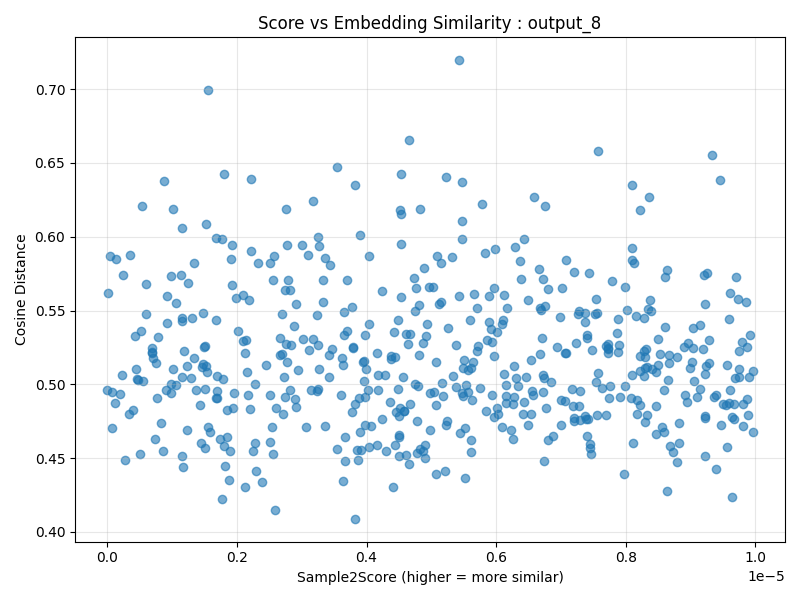 Score vs Embedding Similarity : output_8
Cosine Distance
0.70
0.65
0.60
0.55
0.50
0.45
0.40
0.0 0.2 0.4 0.6 0.8 1.0
1e−5
Sample2Score (higher = more similar)